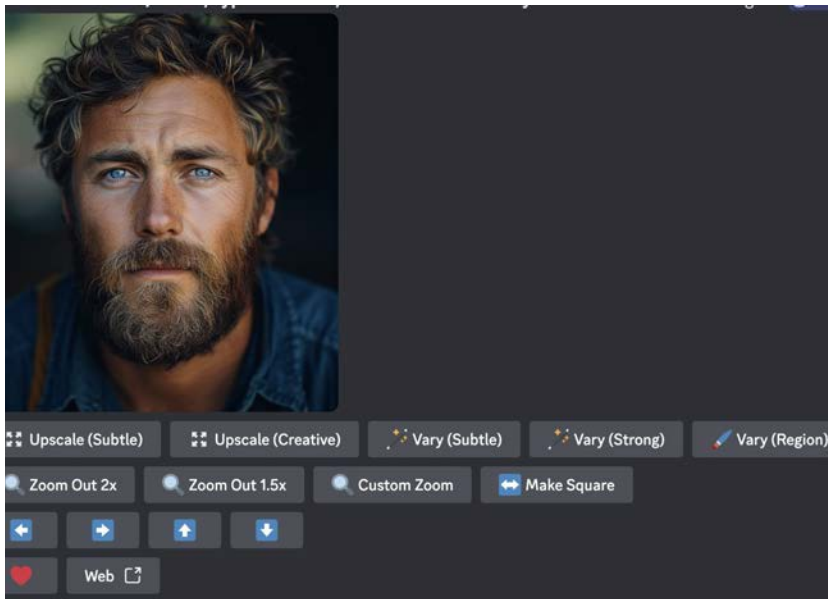 Upscale (Subtle) Upscale (Creative) Vary (Subtle) Vary (Strong) Vary (Region)
Zoom Out 2x Zoom Out 1.5x Custom Zoom Make Square
Web